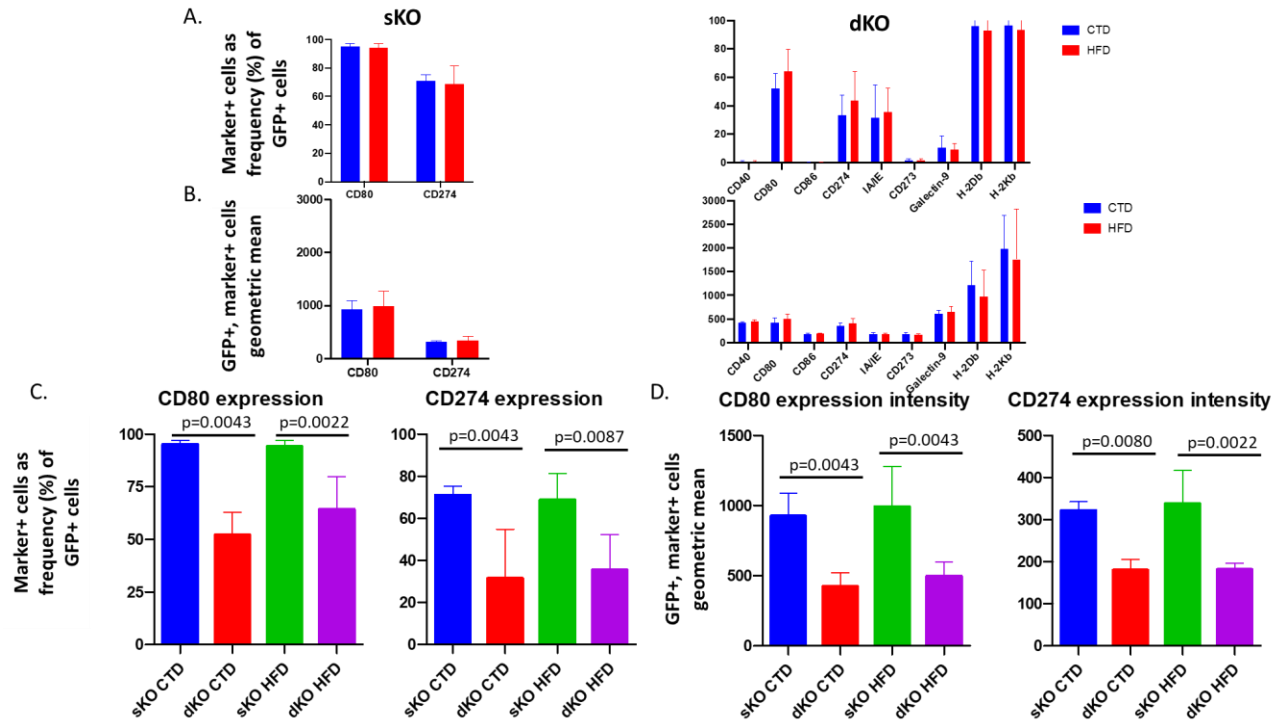 A.
sKO
dKO
Marker+ cells as
frequency (%) of
GFP+ cells
100
80
60
40
20
0
CD80
CD274
100
80
60
40
20
0
CD40
CD80
CD86
CD274
IA/IE
CD273
Galectin-9
H-2Db
H-2Kb
CTD
HFD
B.
GFP+, marker+ cells
geometric mean
3000
2000
1000
0
CD80
CD274
3000
2500
2000
1500
1000
500
0
CD40
CD80
CD86
CD274
IA/IE
CD273
Galectin-9
H-2Db
H-2Kb
CTD
HFD
C.
CD80 expression
Marker+ cells as
frequency (%) of
GFP+ cells
p=0.0043
p=0.0022
100
75
50
25
0
sKO CTD
dKO CTD
sKO HFD
dKO HFD
CD274 expression
p=0.0043
p=0.0087
100
80
60
40
20
0
sKO CTD
dKO CTD
sKO HFD
dKO HFD
D.
CD80 expression intensity
GFP+, marker+ cells
geometric mean
p=0.0043
p=0.0043
1500
1000
500
0
sKO CTD
dKO CTD
sKO HFD
dKO HFD
CD274 expression intensity
p=0.0080
p=0.0022
500
400
300
200
100
0
sKO CTD
dKO CTD
sKO HFD
dKO HFD